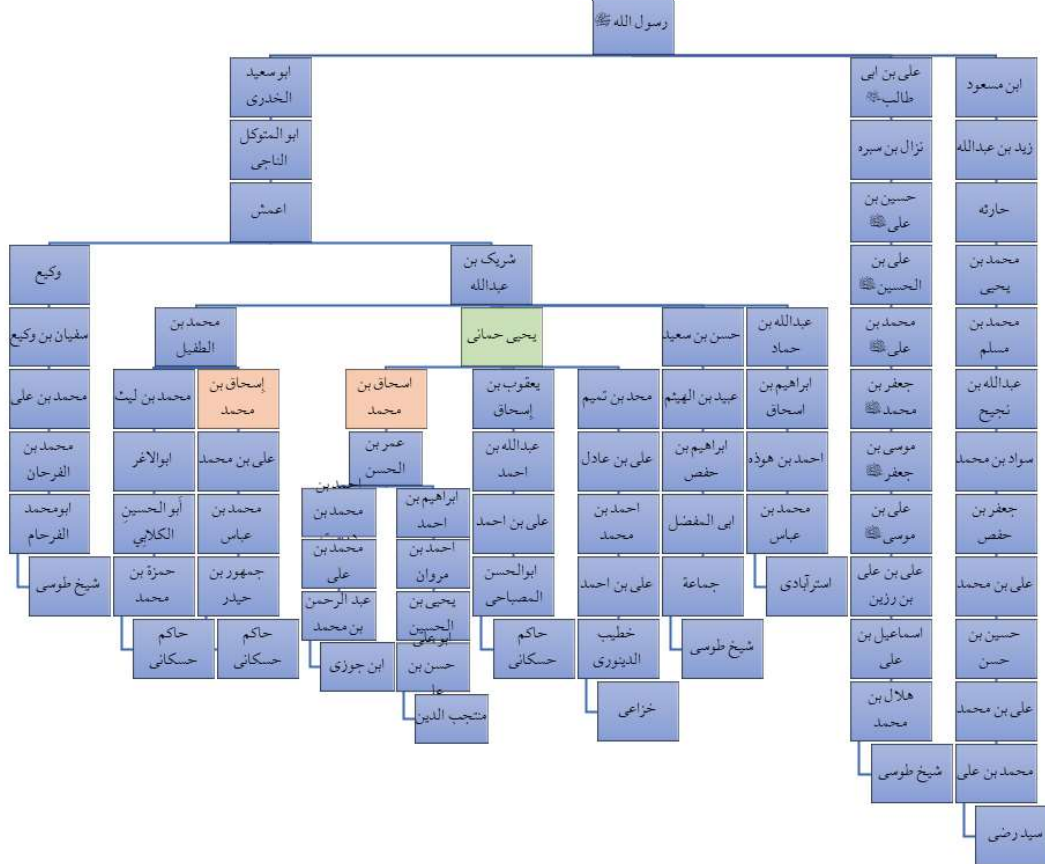 رسول الله ﷺ
ابن مسعود
علی بن ابی
طالب
ابو سعید
الخدری
زید بن عبدالله
نزال بن سبره
ابو المتوکل
الناجی
حارثه
حسین بن
علی
اعمش
محمد بن
یحیی
علی بن
الحسین
شریک بن
عبدالله
وکیع
محمد بن
مسلم
محمد بن
علی
عبدالله بن
حماد
حسن بن سعید
یحیی حمانی
محمد بن
الطفیل
سفیان بن وکیع
عبدالله بن
نجیح
جعفر بن
محمد
ابراهیم بن
اسحاق
عبید بن الهیثم
محد بن تمیم
یعقوب بن
إسحاق
اسحاق بن
محمد
إسحاق بن
محمد
محمد بن لیث
محمد بن علی
سواد بن محمد
موسی بن
جعفر
احمد بن هوذه
ابراهیم بن
حفص
علی بن عادل
عبدالله بن
احمد
عمر بن
الحسن
علی بن محمد
ابوالاغر
محمد بن
الفرحان
جعفر بن
حفص
علی بن
موسی
محمد بن
عباس
ابی المفضل
احمد بن
محمد
علی بن احمد
ابراهیم بن
احمد
احمد بن
محمد بن
محمد بن
عباس
أبو الحسین
الکلابي
ابومحمد
الفرحام
علی بن محمد
علی بن علی
بن رزین
استرآبادی
جماعة
علی بن احمد
ابوالحسن
المصباحی
احمد بن
مروان
محمد بن
علی
جمهور بن
حیدر
حمزة بن
محمد
شیخ طوسی
حسین بن
حسن
اسماعیل بن
علی
شیخ طوسی
خطیب
الدینوری
حاکم
حسکانی
یحیی بن
الحسین
عبد الرحمن
بن محمد
حاکم
حسکانی
حاکم
حسکانی
علی بن محمد
هلال بن
محمد
خزاعی
ابو علی
حسن بن
ابن جوزی
منتجب الدین
محمد بن علی
شیخ طوسی
سید رضی